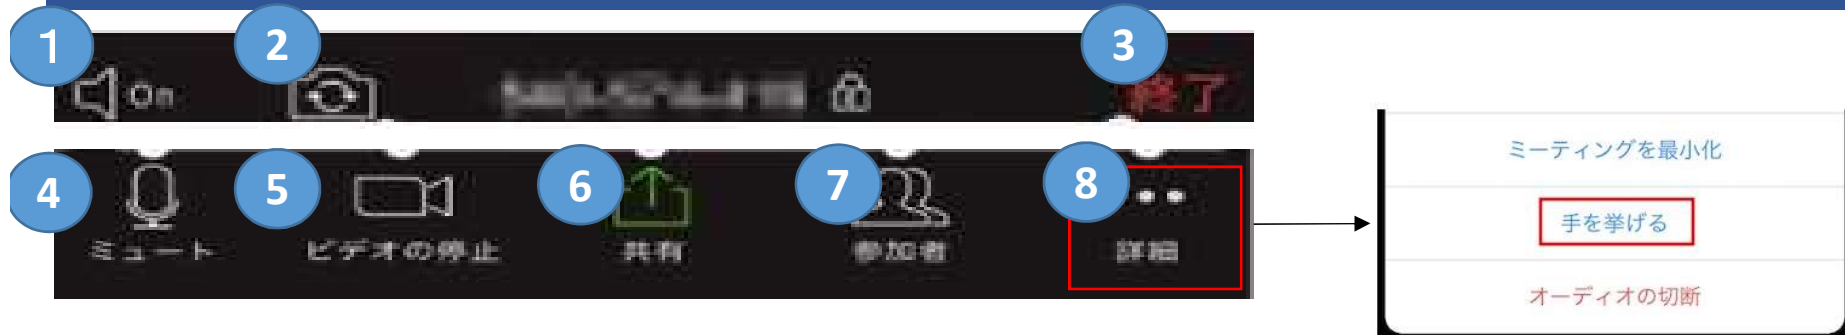 1
2
3
On
終了
4
5
6
7
8
ミュート
ビデオの停止
共有
参加者
詳細
ミーティングを最小化
手を挙げる
オーディオの切断